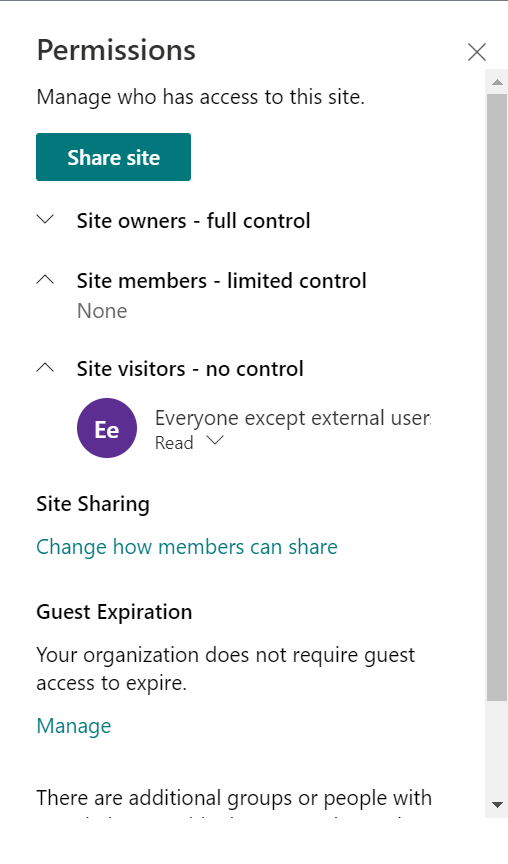 Permissions
Manage who has access to this site.
Share site
Site owners - full control
Site members - limited control
None
Site visitors - no control
Ee
Everyone except external user
Read
Site Sharing
Change how members can share
Guest Expiration
Your organization does not require guest
access to expire.
Manage
There are additional groups or people with